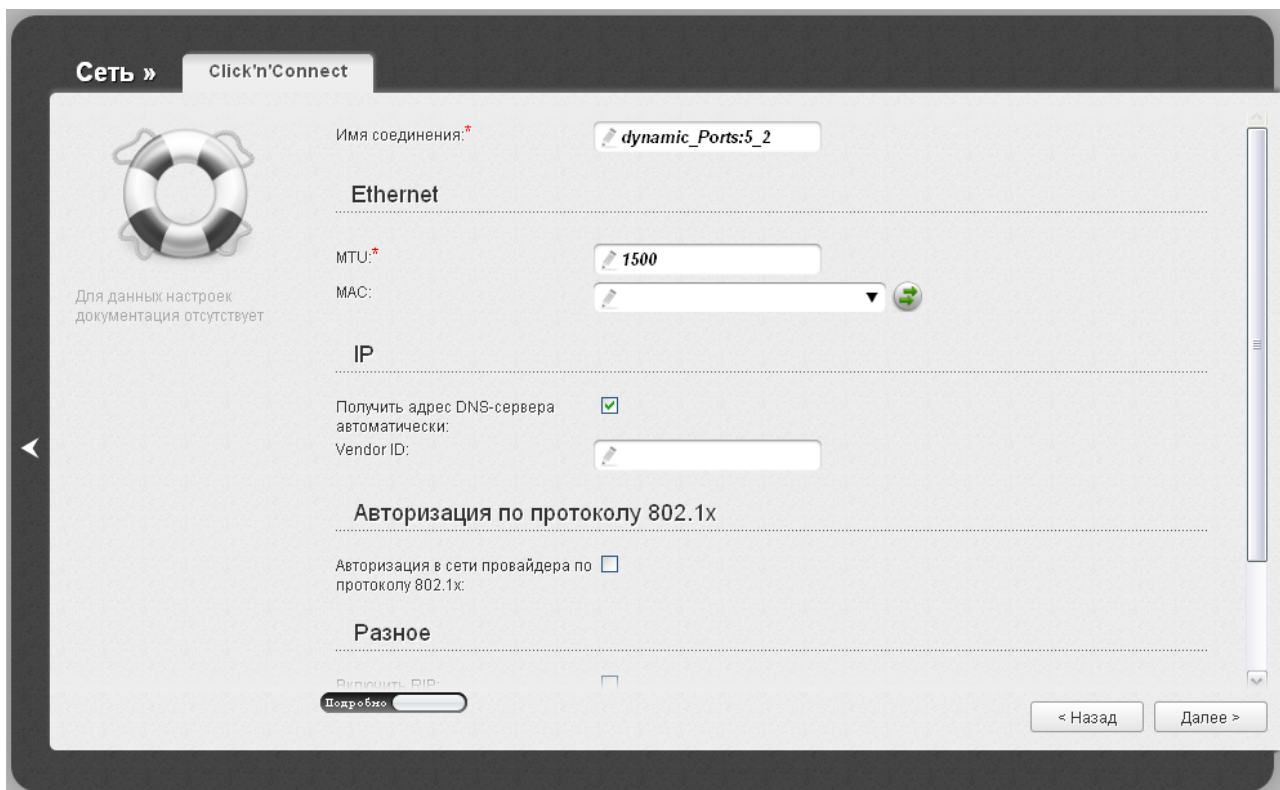 Сеть »
Click'n'Connect
Для данных настроек
документация отсутствует
Имя соединения:*
dynamic_Ports:5_2
Ethernet
MTU:*
1500
MAC:
IP
Получить адрес DNS-сервера
автоматически:
Vendor ID:
Авторизация по протоколу 802.1x
Авторизация в сети провайдера по
протоколу 802.1x:
Разное
Включить RIP:
Подробно
< Назад
Далее >